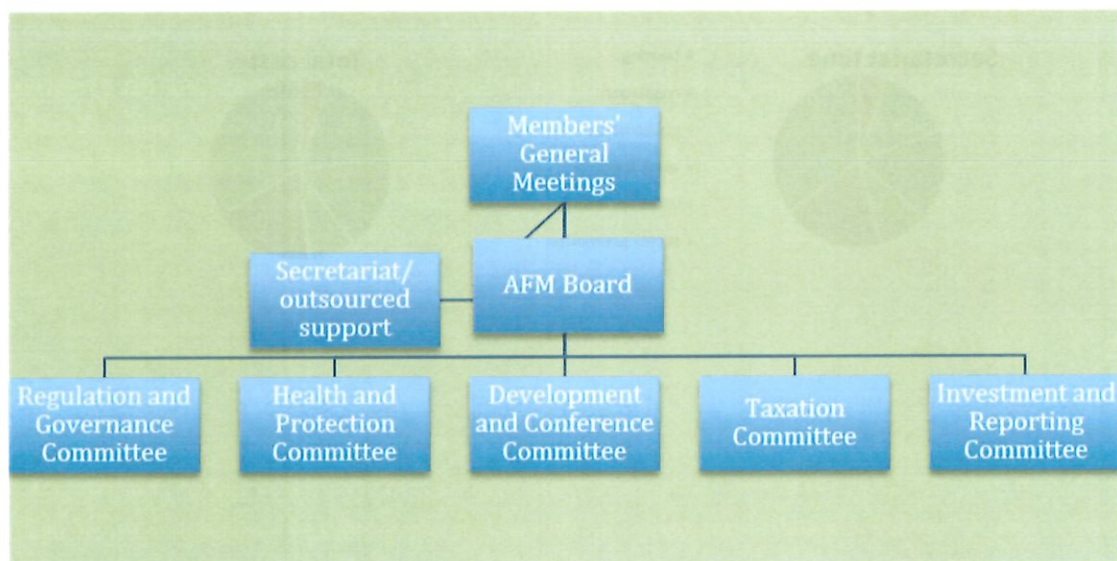 Members'
General
Meetings
Secretariat/
outsourced
support
AFM Board
Regulation and
Governance
Committee
Health and
Protection
Committee
Development
and Conference
Committee
Taxation
Committee
Investment and
Reporting
Committee